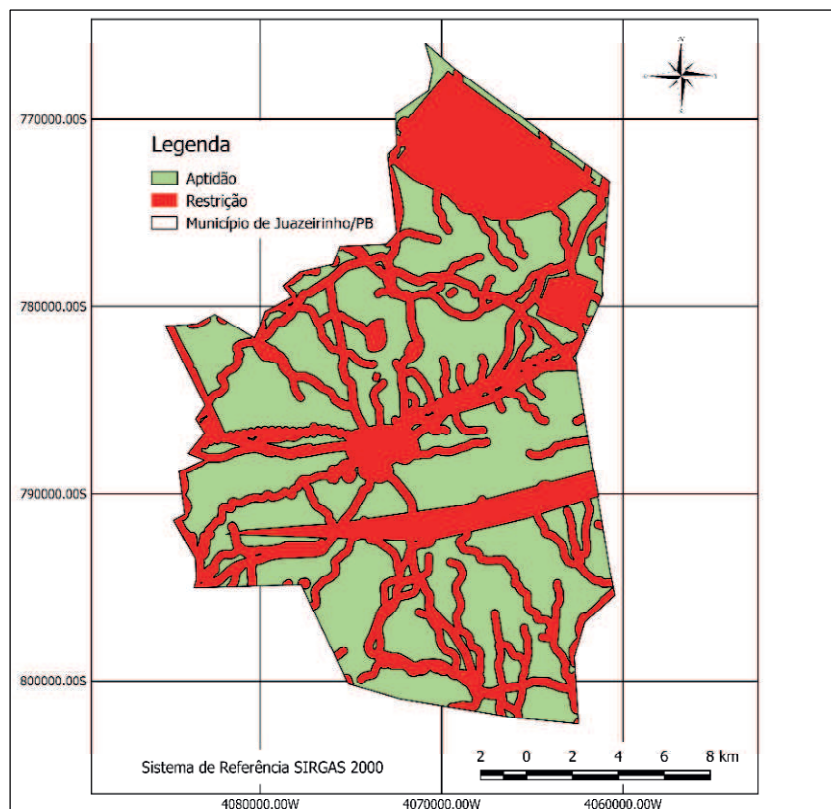 770000.00S
Legenda
Aptidão
Restrição
Município de Juazeirinho/PB
780000.00S
790000.00S
800000.00S
Sistema de Referência SIRGAS 2000
2 0 2 4 6 8 km
4080000.00W 4070000.00W 4060000.00W